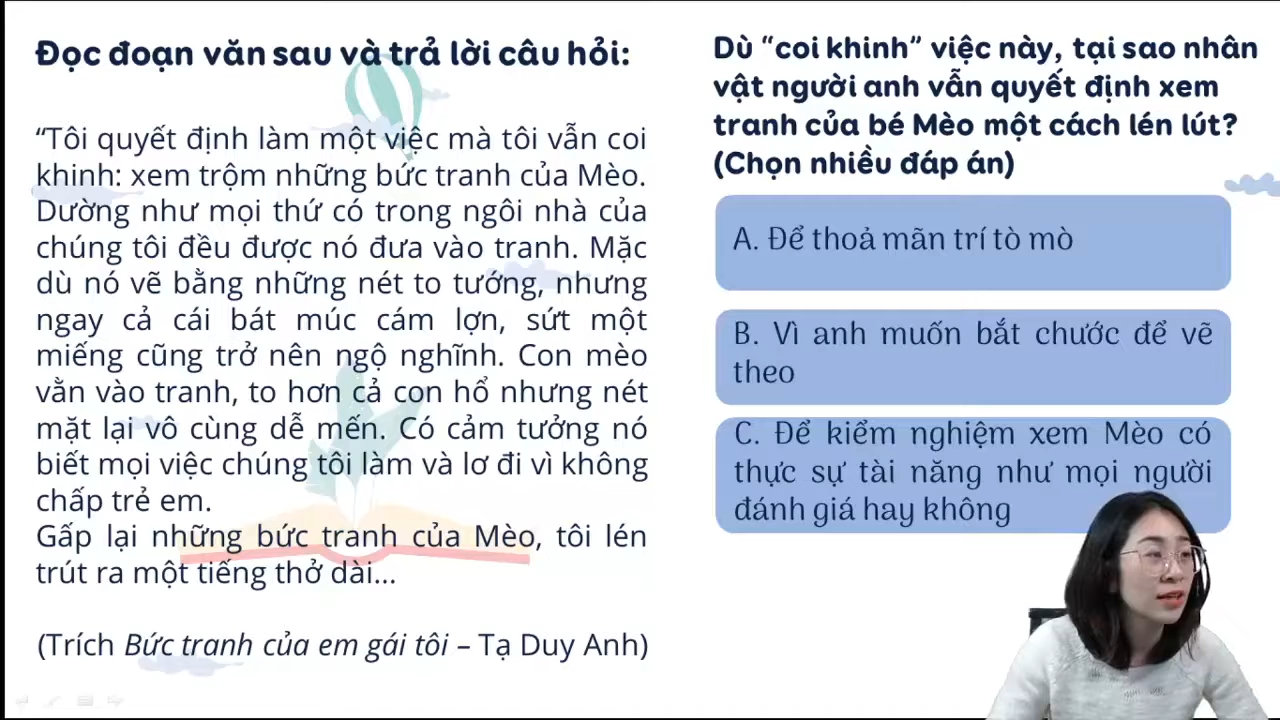 Đọc đoạn văn sau và trả lời câu hỏi:
“Tôi quyết định làm một việc mà tôi vẫn coi
khinh: xem trộm những bức tranh của Mèo.
Dường như mọi thứ có trong ngôi nhà của
chúng tôi đều được nó đưa vào tranh. Mặc
dù nó vẽ bằng những nét to tướng, nhưng
ngay cả cái bát múc cám lợn, sứt một
miếng cũng trở nên ngộ nghĩnh. Con mèo
vằn vào tranh, to hơn cả con hổ nhưng nét
mặt lại vô cùng dễ mến. Có cảm tưởng nó
biết mọi việc chúng tôi làm và lơ đi vì không
chấp trẻ em.
Gấp lại những bức tranh của Mèo, tôi lén
trút ra một tiếng thở dài...
(Trích Bức tranh của em gái tôi – Tạ Duy Anh)
Dù “coi khinh” việc này, tại sao nhân
vật người anh vẫn quyết định xem
tranh của bé Mèo một cách lén lút?
(Chọn nhiều đáp án)
A. Để thoả mãn trí tò mò
B. Vì anh muốn bắt chước để vẽ
theo
C. Để kiểm nghiệm xem Mèo có
thực sự tài năng như mọi người
đánh giá hay không